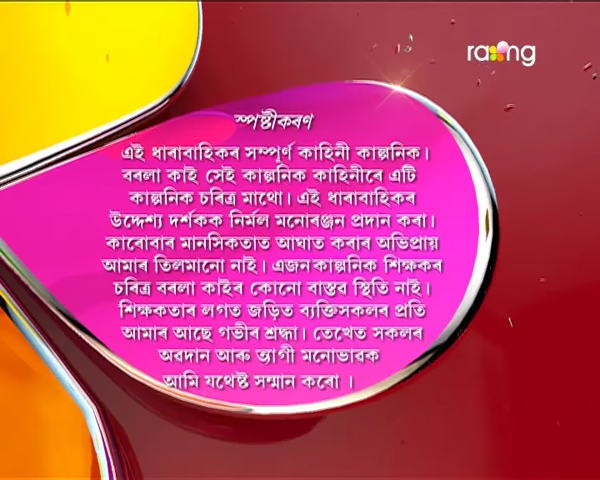 rang
স্পষ্টীকৰণ
এই ধাৰাবাহিকৰ সম্পূৰ্ণ কাহিনী কাল্পনিক।
বৰলা কাই সেই কাল্পনিক কাহিনীৰে এটি
কাল্পনিক চৰিত্ৰ মাথো। এই ধাৰাবাহিকৰ
উদ্দেশ্য দৰ্শকক নিৰ্মল মনোৰঞ্জন প্ৰদান কৰা।
কাৰোবাৰ মানসিকতাত আঘাত কৰাৰ অভিপ্ৰায়
আমাৰ তিলমানো নাই। এজন কাল্পনিক শিক্ষকৰ
চৰিত্ৰ বৰলা কাইৰ কোনো বাস্তৱ স্থিতি নাই।
শিক্ষকতাৰ লগত জড়িত ব্যক্তিসকলৰ প্ৰতি
আমাৰ আছে গভীৰ শ্ৰদ্ধা। তেখেত সকলৰ
অৱদান আৰু ত্যাগী মনোভাৱক
আমি যথেষ্ট সন্মান কৰো ।